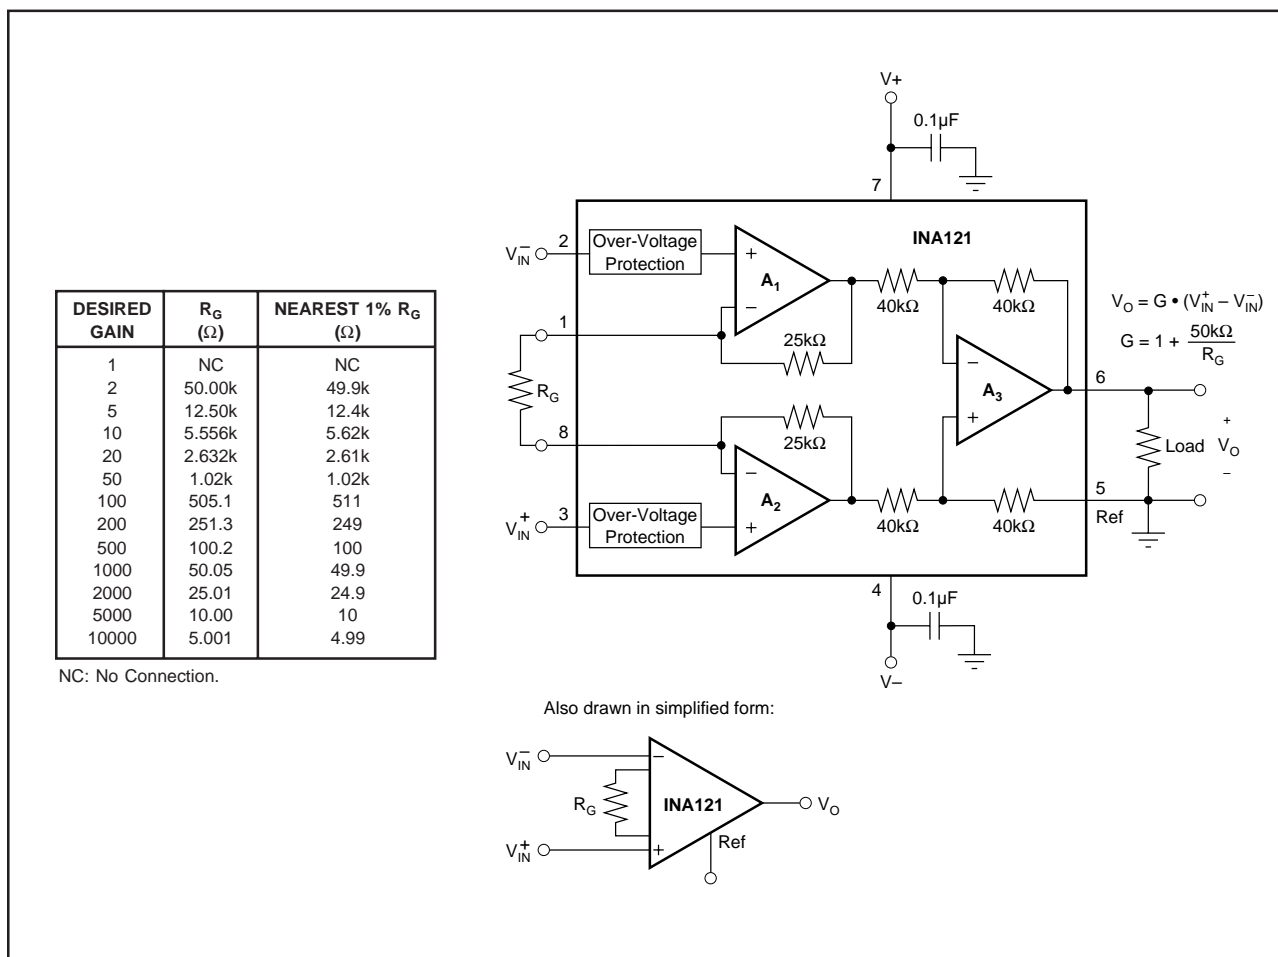 DESIRED GAIN | R_G (Ω) | NEAREST 1% R_G (Ω)
1 | NC | NC
2 | 50.00k | 49.9k
5 | 12.50k | 12.4k
10 | 5.556k | 5.62k
20 | 2.632k | 2.61k
50 | 1.02k | 1.02k
100 | 505.1 | 511
200 | 251.3 | 249
500 | 100.2 | 100
1000 | 50.05 | 49.9
2000 | 25.01 | 24.9
5000 | 10.00 | 10
10000 | 5.001 | 4.99
NC: No Connection.
V+
0.1µF
7
INA121
V_IN^–
2
Over-Voltage
Protection
+
A_1
–
40kΩ
40kΩ
V_O = G • (V_IN^+ – V_IN^–)
G = 1 + 50kΩ / R_G
1
25kΩ
R_G
–
A_3
+
6
8
25kΩ
Load
+
V_O
–
–
A_2
+
V_IN^+
3
Over-Voltage
Protection
40kΩ
40kΩ
5
Ref
4
0.1µF
V–
Also drawn in simplified form:
V_IN^–
–
R_G
INA121
V_O
V_IN^+
+
Ref